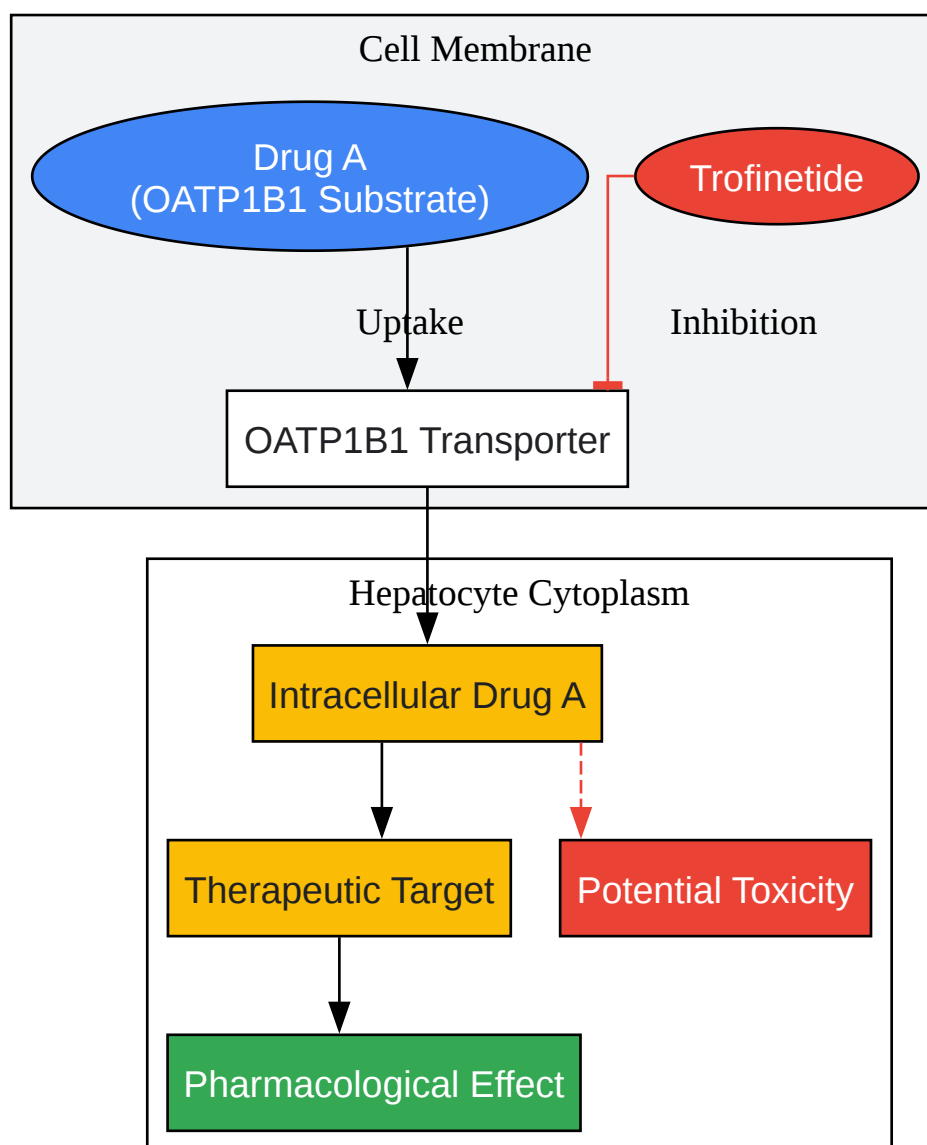 Cell Membrane
Drug A
(OATP1B1 Substrate)
Trofinetide
Uptake
Inhibition
OATP1B1 Transporter
Hepatocyte Cytoplasm
Intracellular Drug A
Therapeutic Target
Potential Toxicity
Pharmacological Effect